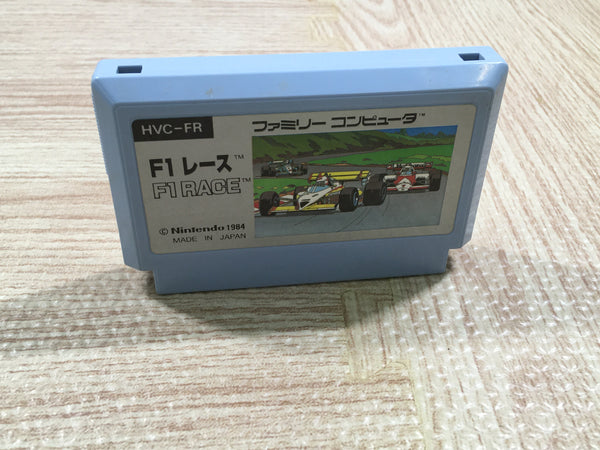 HVC-FR
ファミリー コンピュータ™
F1 レース™
F1 RACE™
© Nintendo 1984
MADE IN JAPAN